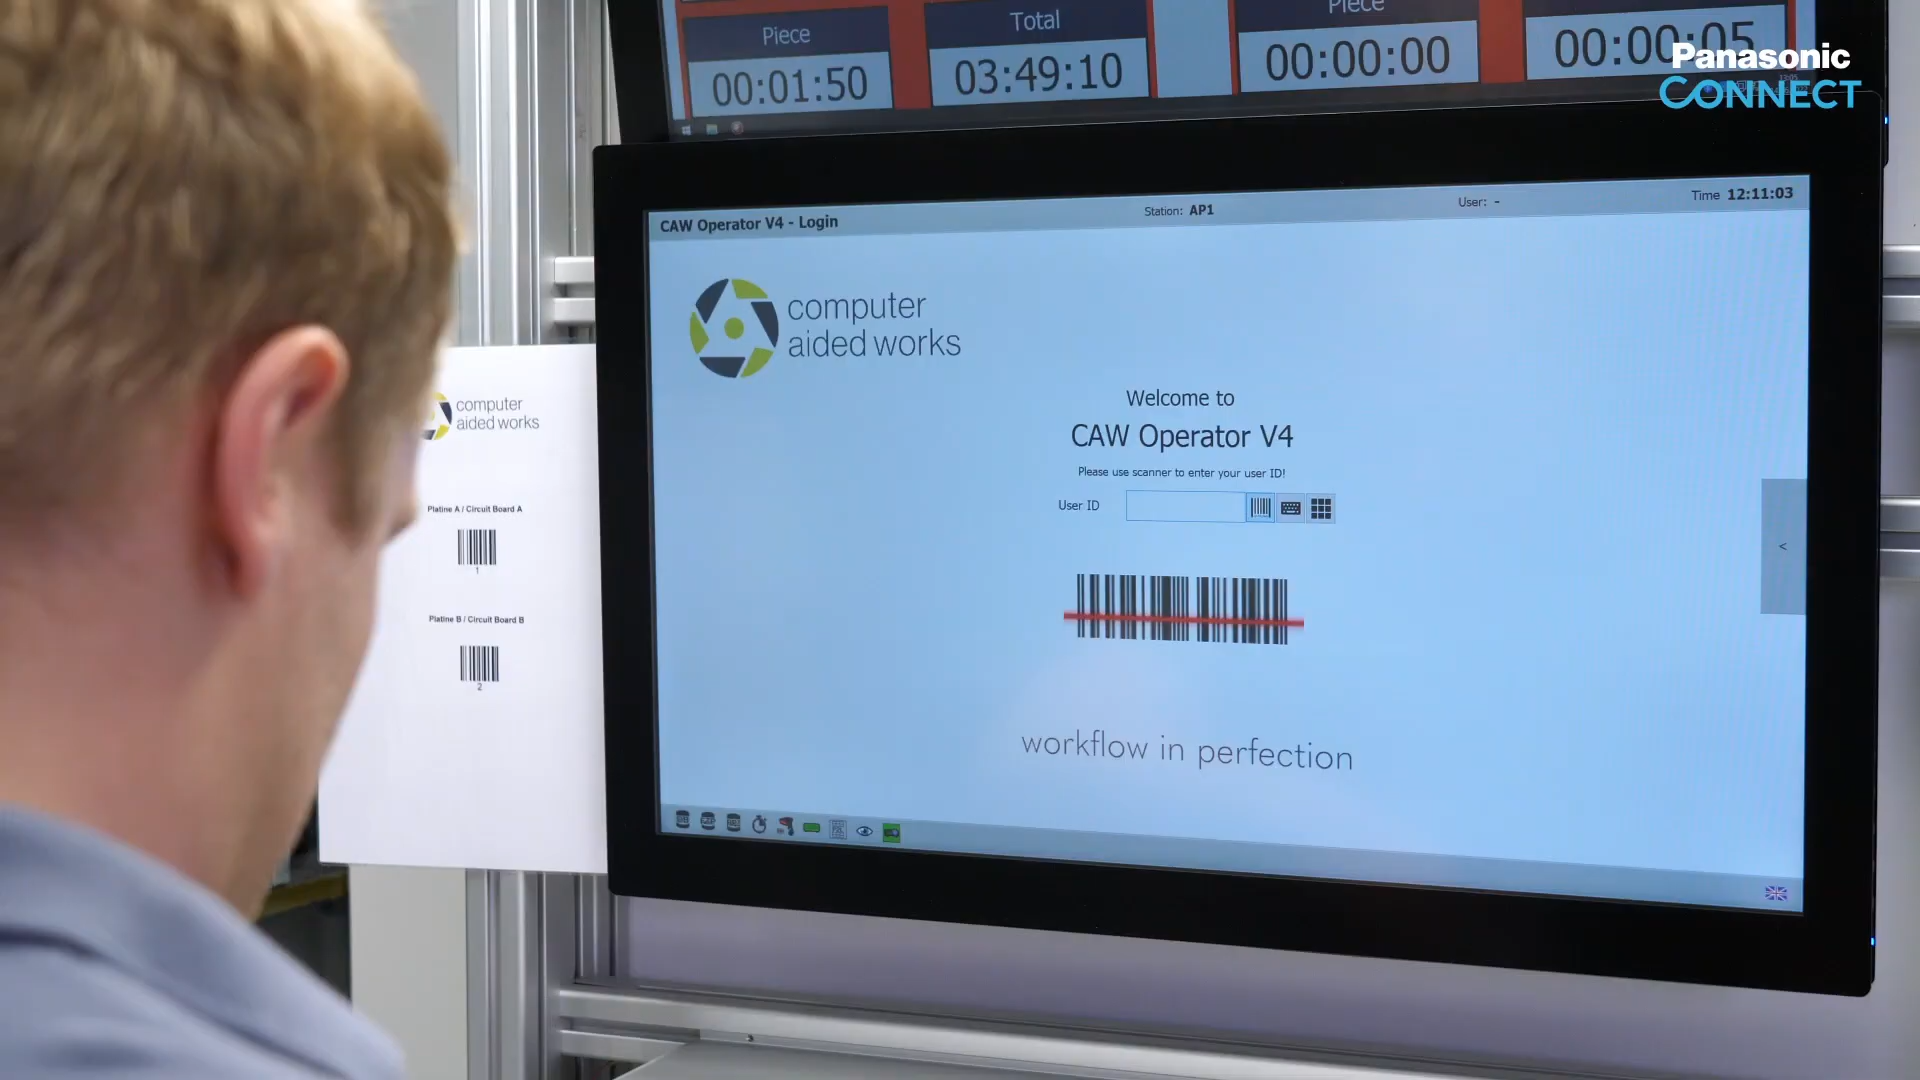 Piece
Total
Piece
00:01:50
03:49:10
00:00:00
00:00:05
Panasonic
CONNECT
CAW Operator V4 - Login
Station: AP1
User: -
Time 12:11:03
computer
aided works
Welcome to
CAW Operator V4
Please use scanner to enter your user ID!
User ID
<
workflow in perfection
computer
aided works
Platine A / Circuit Board A
1
Platine B / Circuit Board B
2